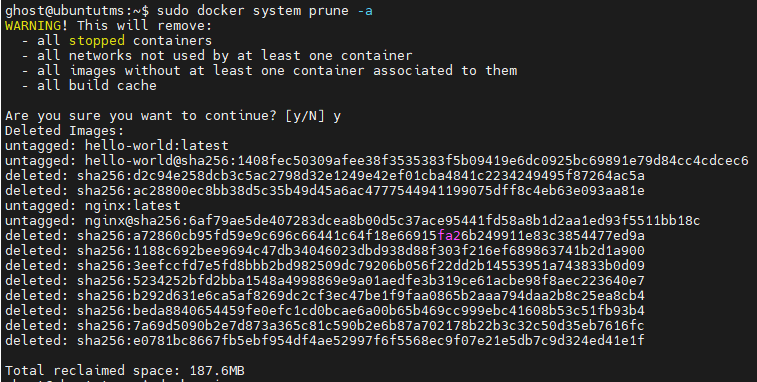 ghost@ubuntutms:~$ sudo docker system prune -a
WARNING! This will remove:
  - all stopped containers
  - all networks not used by at least one container
  - all images without at least one container associated to them
  - all build cache

Are you sure you want to continue? [y/N] y
Deleted Images:
untagged: hello-world:latest
untagged: hello-world@sha256:1408fec50309afee38f3535383f5b09419e6dc0925bc69891e79d84cc4cdcec6
deleted: sha256:d2c94e258dcb3c5ac2798d32e1249e42ef01cba4841c2234249495f87264ac5a
deleted: sha256:ac28800ec8bb38d5c35b49d45a6ac4777544941199075dff8c4eb63e093aa81e
untagged: nginx:latest
untagged: nginx@sha256:6af79ae5de407283dcea8b00d5c37ace95441fd58a8b1d2aa1ed93f5511bb18c
deleted: sha256:a72860cb95fd59e9c696c66441c64f18e66915fa26b249911e83c3854477ed9a
deleted: sha256:1188c692bee9694c47db34046023dbd938d88f303f216ef689863741b2d1a900
deleted: sha256:3eefccfd7e5fd8bbb2bd982509dc79206b056f22dd2b14553951a743833b0d09
deleted: sha256:5234252bfd2bba1548a4998869e9a01aedfe3b319ce61acbe98f8aec223640e7
deleted: sha256:b292d631e6ca5af8269dc2cf3ec47be1f9faa0865b2aaa794daa2b8c25ea8cb4
deleted: sha256:beda8840654459fe0efc1cd0bcae6a00b65b469cc999ebc41608b53c51fb93b4
deleted: sha256:7a69d5090b2e7d873a365c81c590b2e6b87a702178b22b3c32c50d35eb7616fc
deleted: sha256:e0781bc8667fb5ebf954df4ae52997f6f5568ec9f07e21e5db7c9d324ed41e1f

Total reclaimed space: 187.6MB